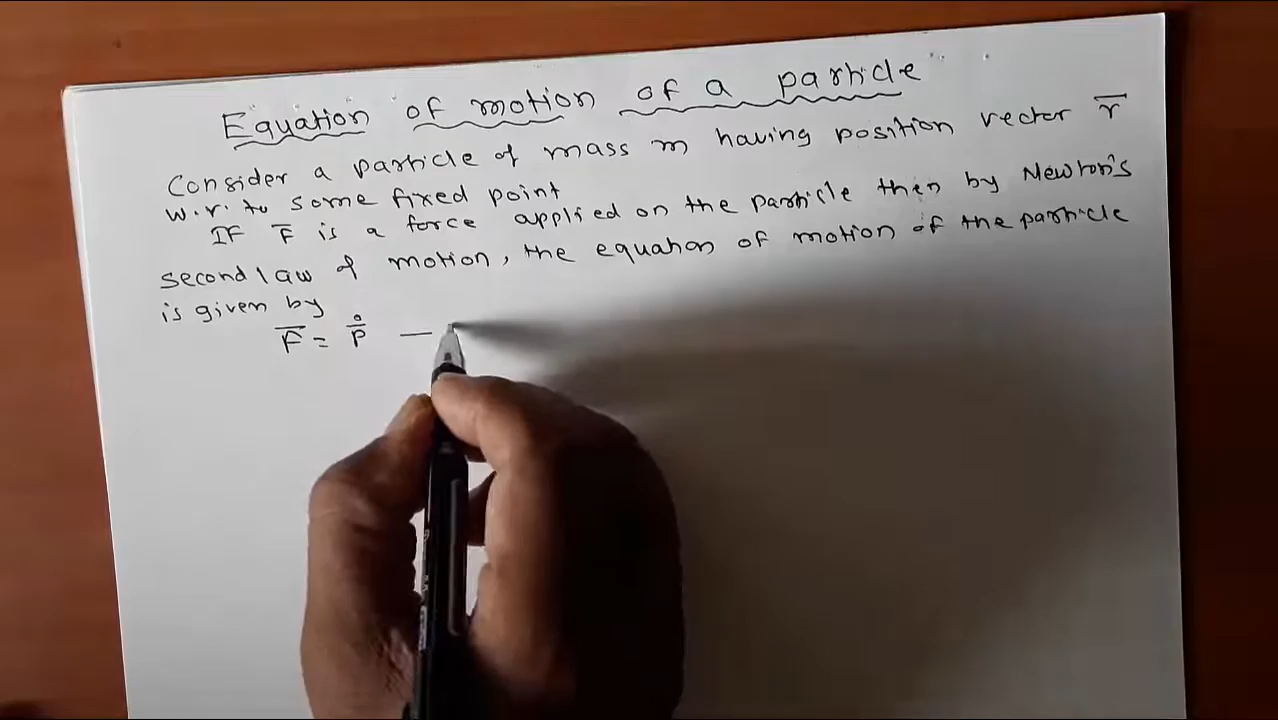 Equation of motion of a particle
Consider a particle of mass m having position vector r̅
w.r. to some fixed point
IF F̅ is a force applied on the particle then by Newton's
second law of motion, the equation of motion of the particle
is given by
F̅ = ṗ̅ —